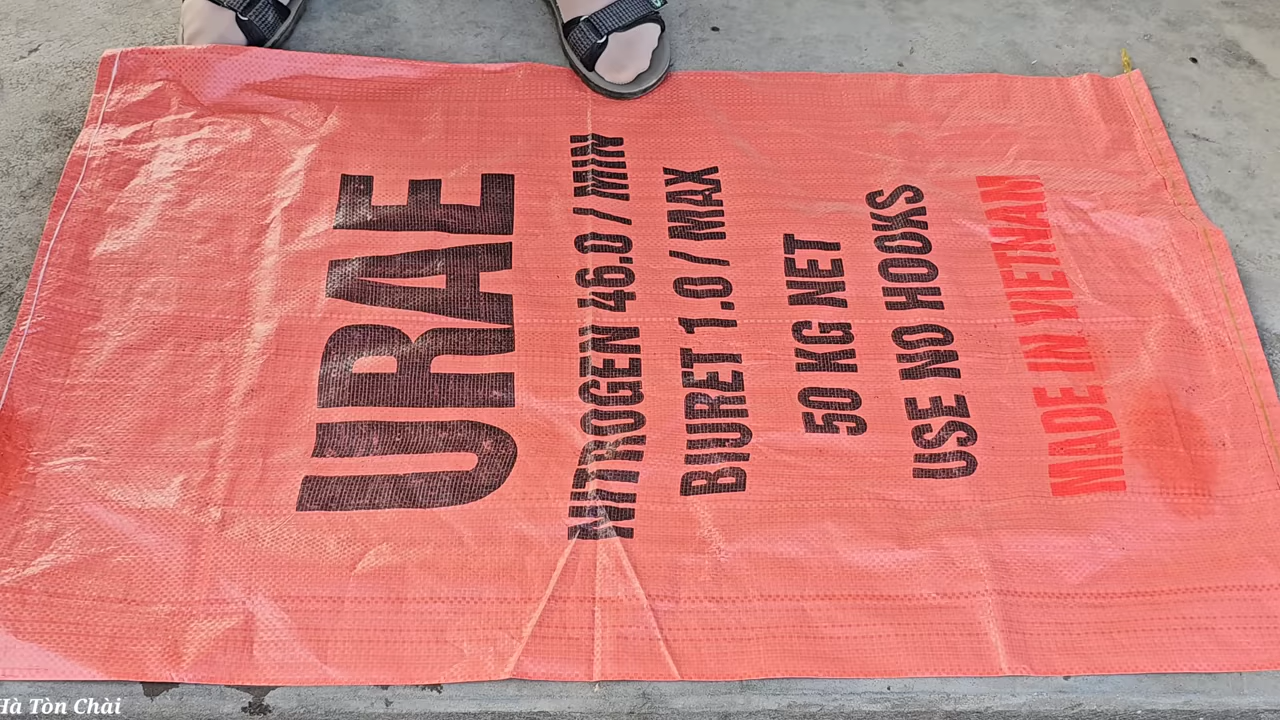 URAE
NITROGEN 46.0 / MIN
BIURET 1.0 / MAX
50 KG NET
USE NO HOOKS
MADE IN VIETNAM
Hà Tòn Chài